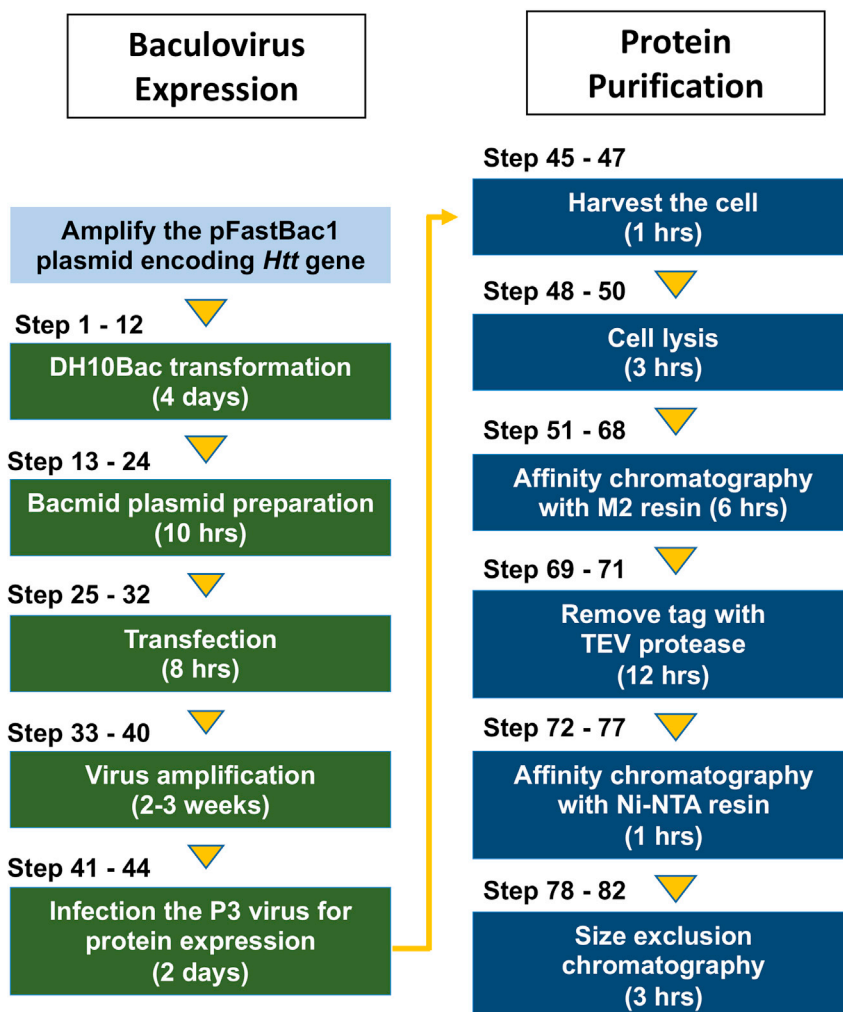 Baculovirus
Expression
Amplify the pFastBac1
plasmid encoding Htt gene
Step 1 - 12
DH10Bac transformation
(4 days)
Step 13 - 24
Bacmid plasmid preparation
(10 hrs)
Step 25 - 32
Transfection
(8 hrs)
Step 33 - 40
Virus amplification
(2-3 weeks)
Step 41 - 44
Infection the P3 virus for
protein expression
(2 days)
Protein
Purification
Step 45 - 47
Harvest the cell
(1 hrs)
Step 48 - 50
Cell lysis
(3 hrs)
Step 51 - 68
Affinity chromatography
with M2 resin (6 hrs)
Step 69 - 71
Remove tag with
TEV protease
(12 hrs)
Step 72 - 77
Affinity chromatography
with Ni-NTA resin
(1 hrs)
Step 78 - 82
Size exclusion
chromatography
(3 hrs)